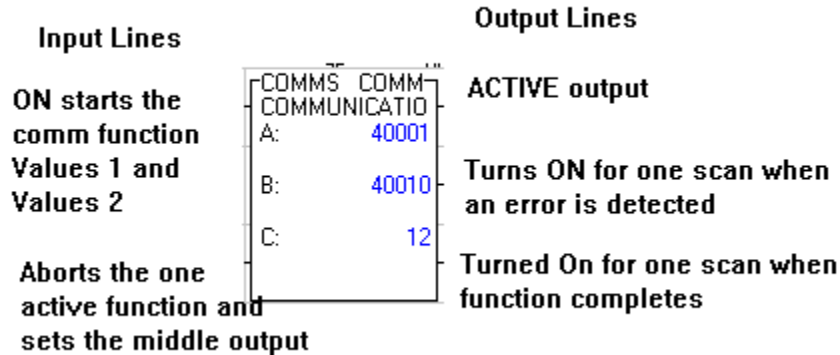 Input Lines
Output Lines
ON starts the
comm function
Values 1 and
Values 2
Aborts the one
active function and
sets the middle output
COMMS COMM
COMMUNICATIO
A: 40001
B: 40010
C: 12
ACTIVE output
Turns ON for one scan when
an error is detected
Turned On for one scan when
function completes